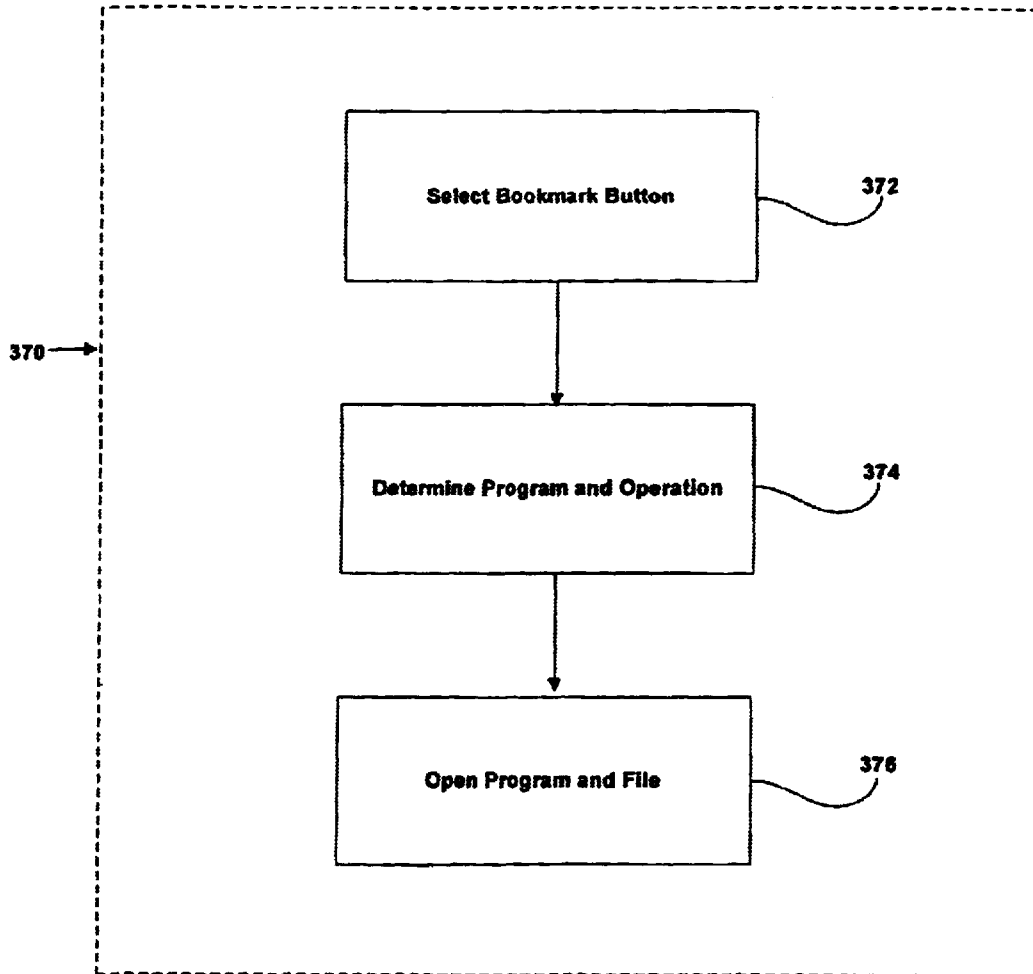 Select Bookmark Button
372
370
Determine Program and Operation
374
Open Program and File
376